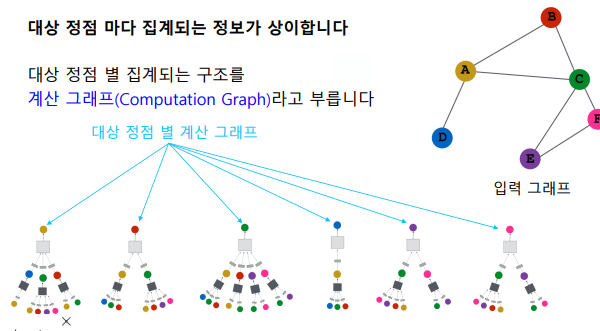 대상 정점 마다 집계되는 정보가 상이합니다
대상 정점 별 집계되는 구조를
계산 그래프(Computation Graph)라고 부릅니다
대상 정점 별 계산 그래프
B
A
C
D
E
입력 그래프